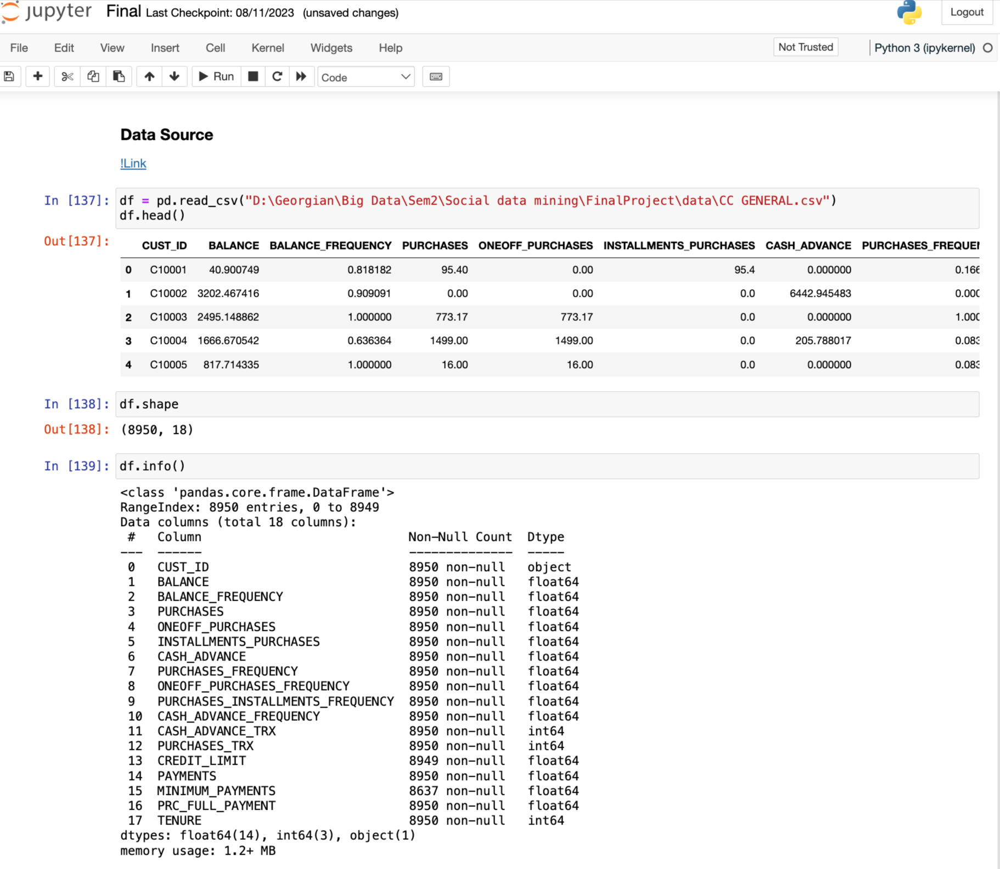 jupyter Final Last Checkpoint: 08/11/2023 (unsaved changes) Logout
File Edit View Insert Cell Kernel Widgets Help Not Trusted Python 3 (ipykernel)
Run Code
Data Source
!Link
In [137]: df = pd.read_csv("D:\Georgian\Big Data\Sem2\Social data mining\FinalProject\data\CC GENERAL.csv")
df.head()
Out[137]:
CUST_ID BALANCE BALANCE_FREQUENCY PURCHASES ONEOFF_PURCHASES INSTALLMENTS_PURCHASES CASH_ADVANCE PURCHASES_FREQUEN
0 C10001 40.900749 0.818182 95.40 0.00 95.4 0.000000 0.166
1 C10002 3202.467416 0.909091 0.00 0.00 0.0 6442.945483 0.000
2 C10003 2495.148862 1.000000 773.17 773.17 0.0 0.000000 1.000
3 C10004 1666.670542 0.636364 1499.00 1499.00 0.0 205.788017 0.083
4 C10005 817.714335 1.000000 16.00 16.00 0.0 0.000000 0.083
In [138]: df.shape
Out[138]: (8950, 18)
In [139]: df.info()
<class 'pandas.core.frame.DataFrame'>
RangeIndex: 8950 entries, 0 to 8949
Data columns (total 18 columns):
# Column Non-Null Count Dtype
--- ------ -------------- -----
0 CUST_ID 8950 non-null object
1 BALANCE 8950 non-null float64
2 BALANCE_FREQUENCY 8950 non-null float64
3 PURCHASES 8950 non-null float64
4 ONEOFF_PURCHASES 8950 non-null float64
5 INSTALLMENTS_PURCHASES 8950 non-null float64
6 CASH_ADVANCE 8950 non-null float64
7 PURCHASES_FREQUENCY 8950 non-null float64
8 ONEOFF_PURCHASES_FREQUENCY 8950 non-null float64
9 PURCHASES_INSTALLMENTS_FREQUENCY 8950 non-null float64
10 CASH_ADVANCE_FREQUENCY 8950 non-null float64
11 CASH_ADVANCE_TRX 8950 non-null int64
12 PURCHASES_TRX 8950 non-null int64
13 CREDIT_LIMIT 8949 non-null float64
14 PAYMENTS 8950 non-null float64
15 MINIMUM_PAYMENTS 8637 non-null float64
16 PRC_FULL_PAYMENT 8950 non-null float64
17 TENURE 8950 non-null int64
dtypes: float64(14), int64(3), object(1)
memory usage: 1.2+ MB